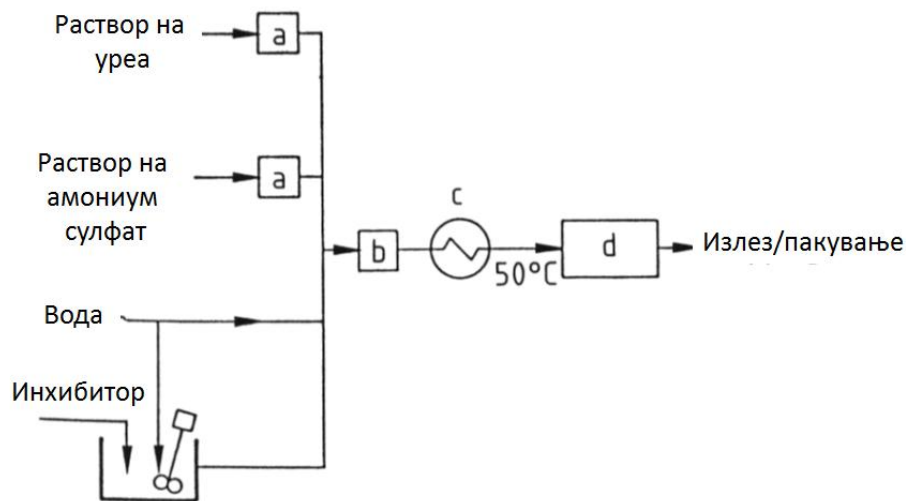 Раствор на
уреа
a
Раствор на
амониум
сулфат
a
c
b
d
50°C
Излез/пакување
Вода
Инхибитор